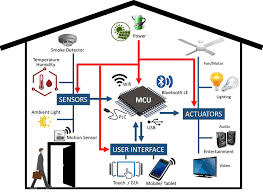 Power
Smoke Detector
Temperature
Humidity
Fan/Motor
Wifi
Bluetooth LE
Lighting
SENSORS
MCU
ACTUATORS
Ambient Light
PLC
USB
Audio
Motion Sensor
USER INTERFACE
Entertainment
Video
Touch / GUI
Mobile/ Tablet